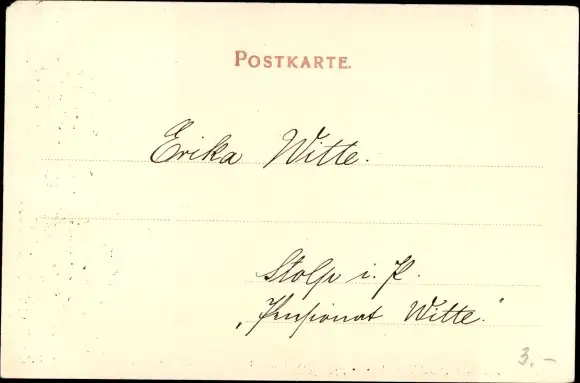 POSTKARTE.
Erika Witte.
Stolp i. P.
„Pensionat Witte."
3.-